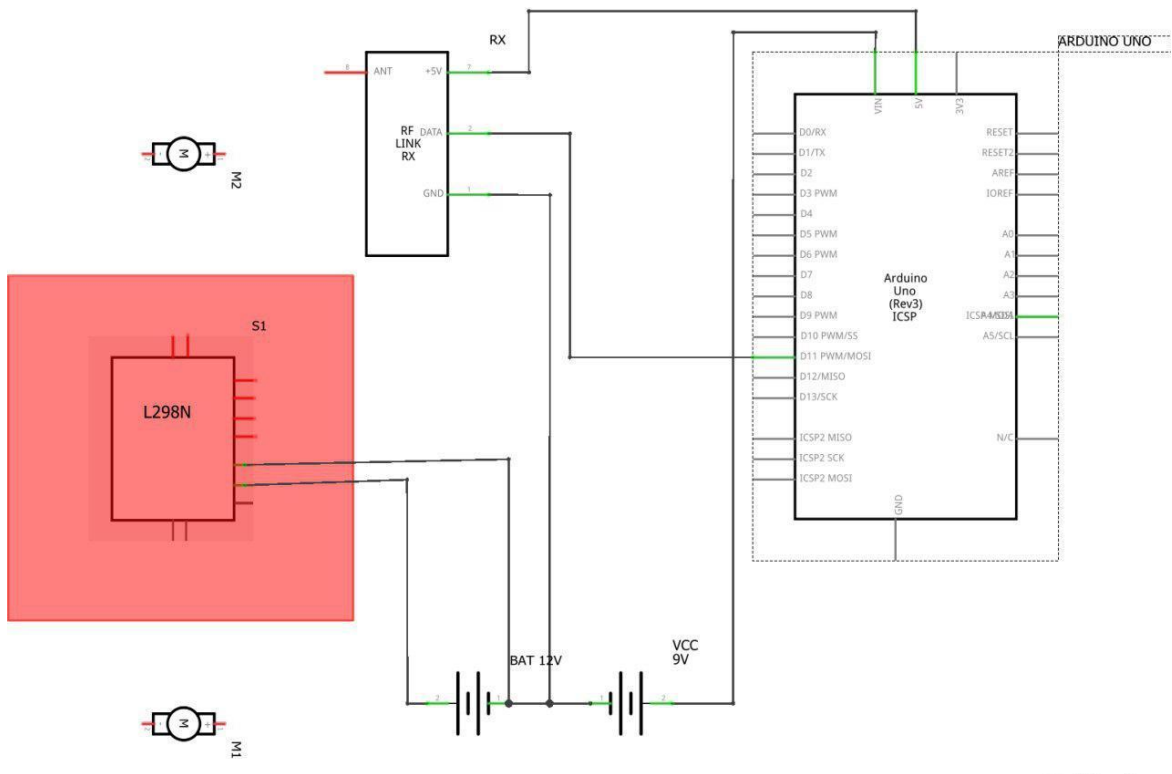 RX
ARDUINO UNO
8
ANT
+5V
7
RF
LINK
RX
DATA
2
GND
1
VIN
5V
3V3
D0/RX
D1/TX
D2
D3 PWM
D4
D5 PWM
D6 PWM
D7
D8
D9 PWM
D10 PWM/SS
D11 PWM/MOSI
D12/MISO
D13/SCK
ICSP2 MISO
ICSP2 SCK
ICSP2 MOSI
GND
Arduino
Uno
(Rev3)
ICSP
RESET
RESET2
AREF
IOREF
A0
A1
A2
A3
A5/SCL
N/C
M
-
+
M2
S1
L298N
BAT 12V
2
1
VCC
9V
1
2
M
-
+
M1